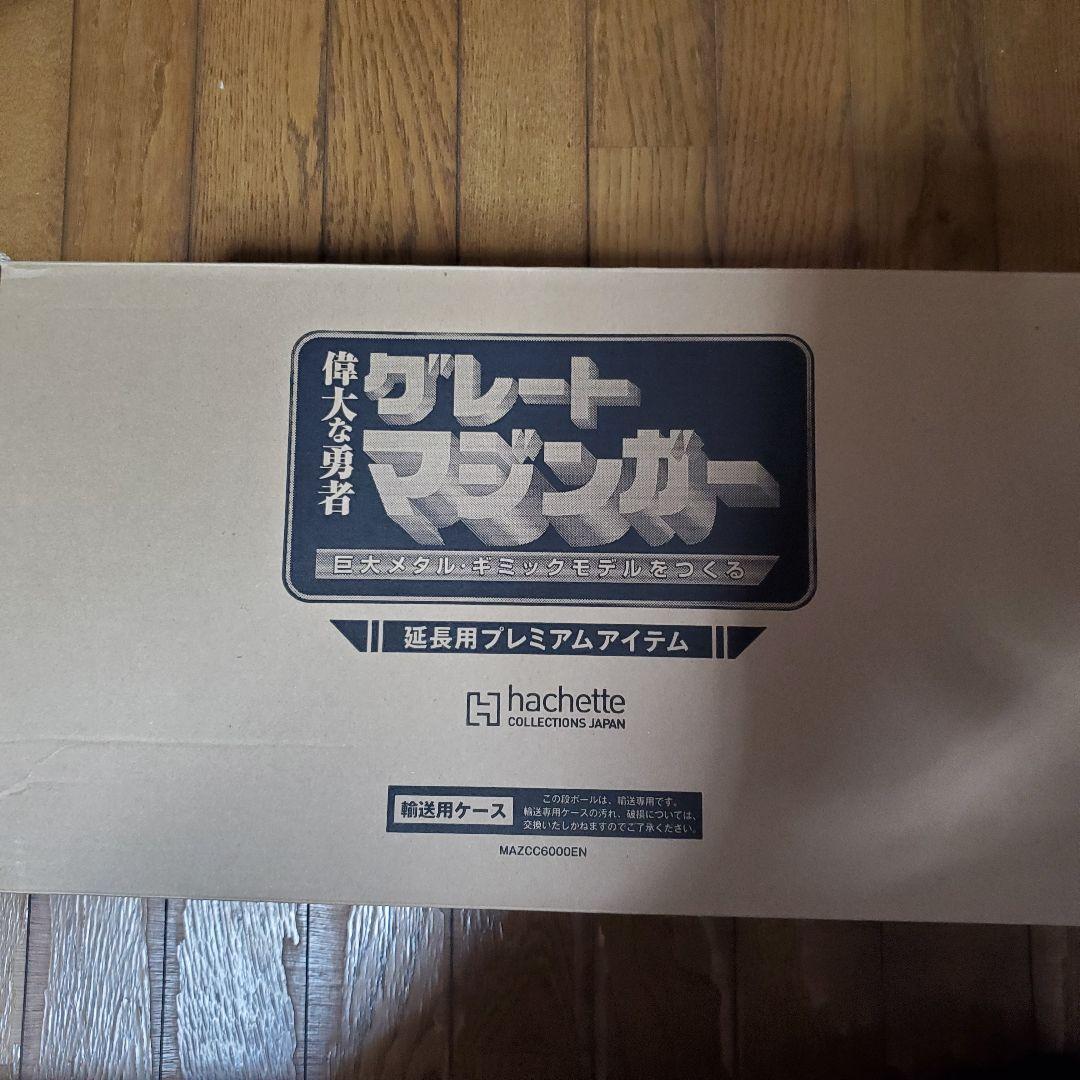 偉大な勇者
グレート
マジンガー
巨大メタル・ギミックモデルをつくる
延長用プレミアムアイテム
hachette
COLLECTIONS JAPAN
輸送用ケース
この段ボールは、輸送専用です。
輸送専用ケースの汚れ、破損については、
交換いたしかねますのでご了承ください。
MAZCC6000EN